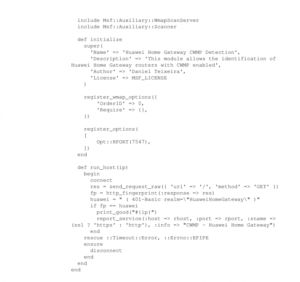 include Msf::Auxiliary::WmapScanServer
include Msf::Auxiliary::Scanner
def initialize
super(
'Name' => 'Huawei Home Gateway CWMP Detection',
'Description' => 'This module allows the identification of
Huawei Home Gateway routers with CWMP enabled',
'Author' => 'Daniel Teixeira',
'License' => MSF_LICENSE
)
register_wmap_options({
'OrderID' => 0,
'Require' => {},
})
register_options(
[
Opt::RPORT(7547),
])
end
def run_host(ip)
begin
connect
res = send_request_raw({ 'uri' => '/', 'method' => 'GET' })
fp = http_fingerprint(:response => res)
huawei = " ( 401-Basic realm=\"HuaweiHomeGateway\" )"
if fp == huawei
print_good("#{ip}")
report_service(:host => rhost, :port => rport, :sname =>
(ssl ? 'https' : 'http'), :info => "CWMP - Huawei Home Gateway")
end
rescue ::Timeout::Error, ::Errno::EPIPE
ensure
disconnect
end
end
end